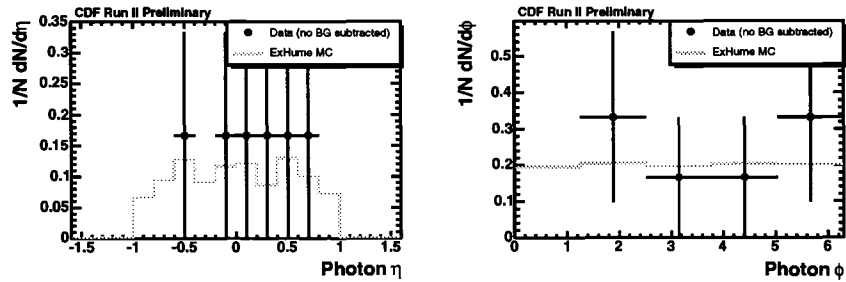 CDF Run II Preliminary
1/N dN/dη
0.35
0.3
0.25
0.2
0.15
0.1
0.05
0
Data (no BG subtracted)
ExHume MC
-1.5 -1 -0.5 0 0.5 1 1.5
Photon η
CDF Run II Preliminary
1/N dN/dϕ
0.5
0.4
0.3
0.2
0.1
0
Data (no BG subtracted)
ExHume MC
0 1 2 3 4 5 6
Photon ϕ